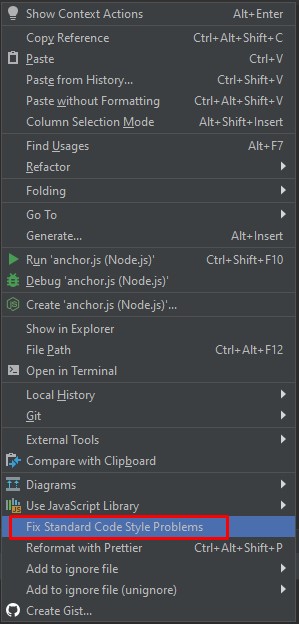 Show Context Actions Alt+Enter
Copy Reference Ctrl+Alt+Shift+C
Paste Ctrl+V
Paste from History... Ctrl+Shift+V
Paste without Formatting Ctrl+Alt+Shift+V
Column Selection Mode Alt+Shift+Insert
Find Usages Alt+F7
Refactor
Folding
Go To
Generate... Alt+Insert
Run 'anchor.js (Node.js)' Ctrl+Shift+F10
Debug 'anchor.js (Node.js)'
Create 'anchor.js (Node.js)'...
Show in Explorer
File Path Ctrl+Alt+F12
Open in Terminal
Local History
Git
External Tools
Compare with Clipboard
Diagrams
Use JavaScript Library
Fix Standard Code Style Problems
Reformat with Prettier Ctrl+Alt+Shift+P
Add to ignore file
Add to ignore file (unignore)
Create Gist...